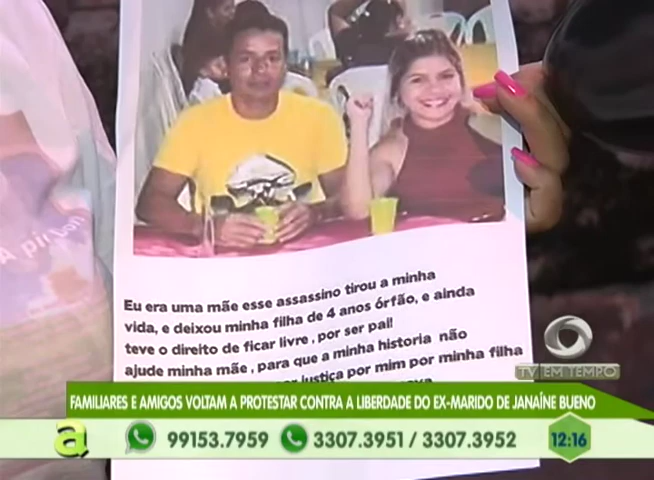 Eu era uma mãe esse assassino tirou a minha
vida, e deixou minha filha de 4 anos órfão, e ainda
teve o direito de ficar livre , por ser pai!
ajude minha mãe , para que a minha historia não
justiça por mim por minha filha
TV EM TEMPO
FAMILIARES E AMIGOS VOLTAM A PROTESTAR CONTRA A LIBERDADE DO EX-MARIDO DE JANAÍNE BUENO
a 99153.7959 3307.3951 / 3307.3952 12:16